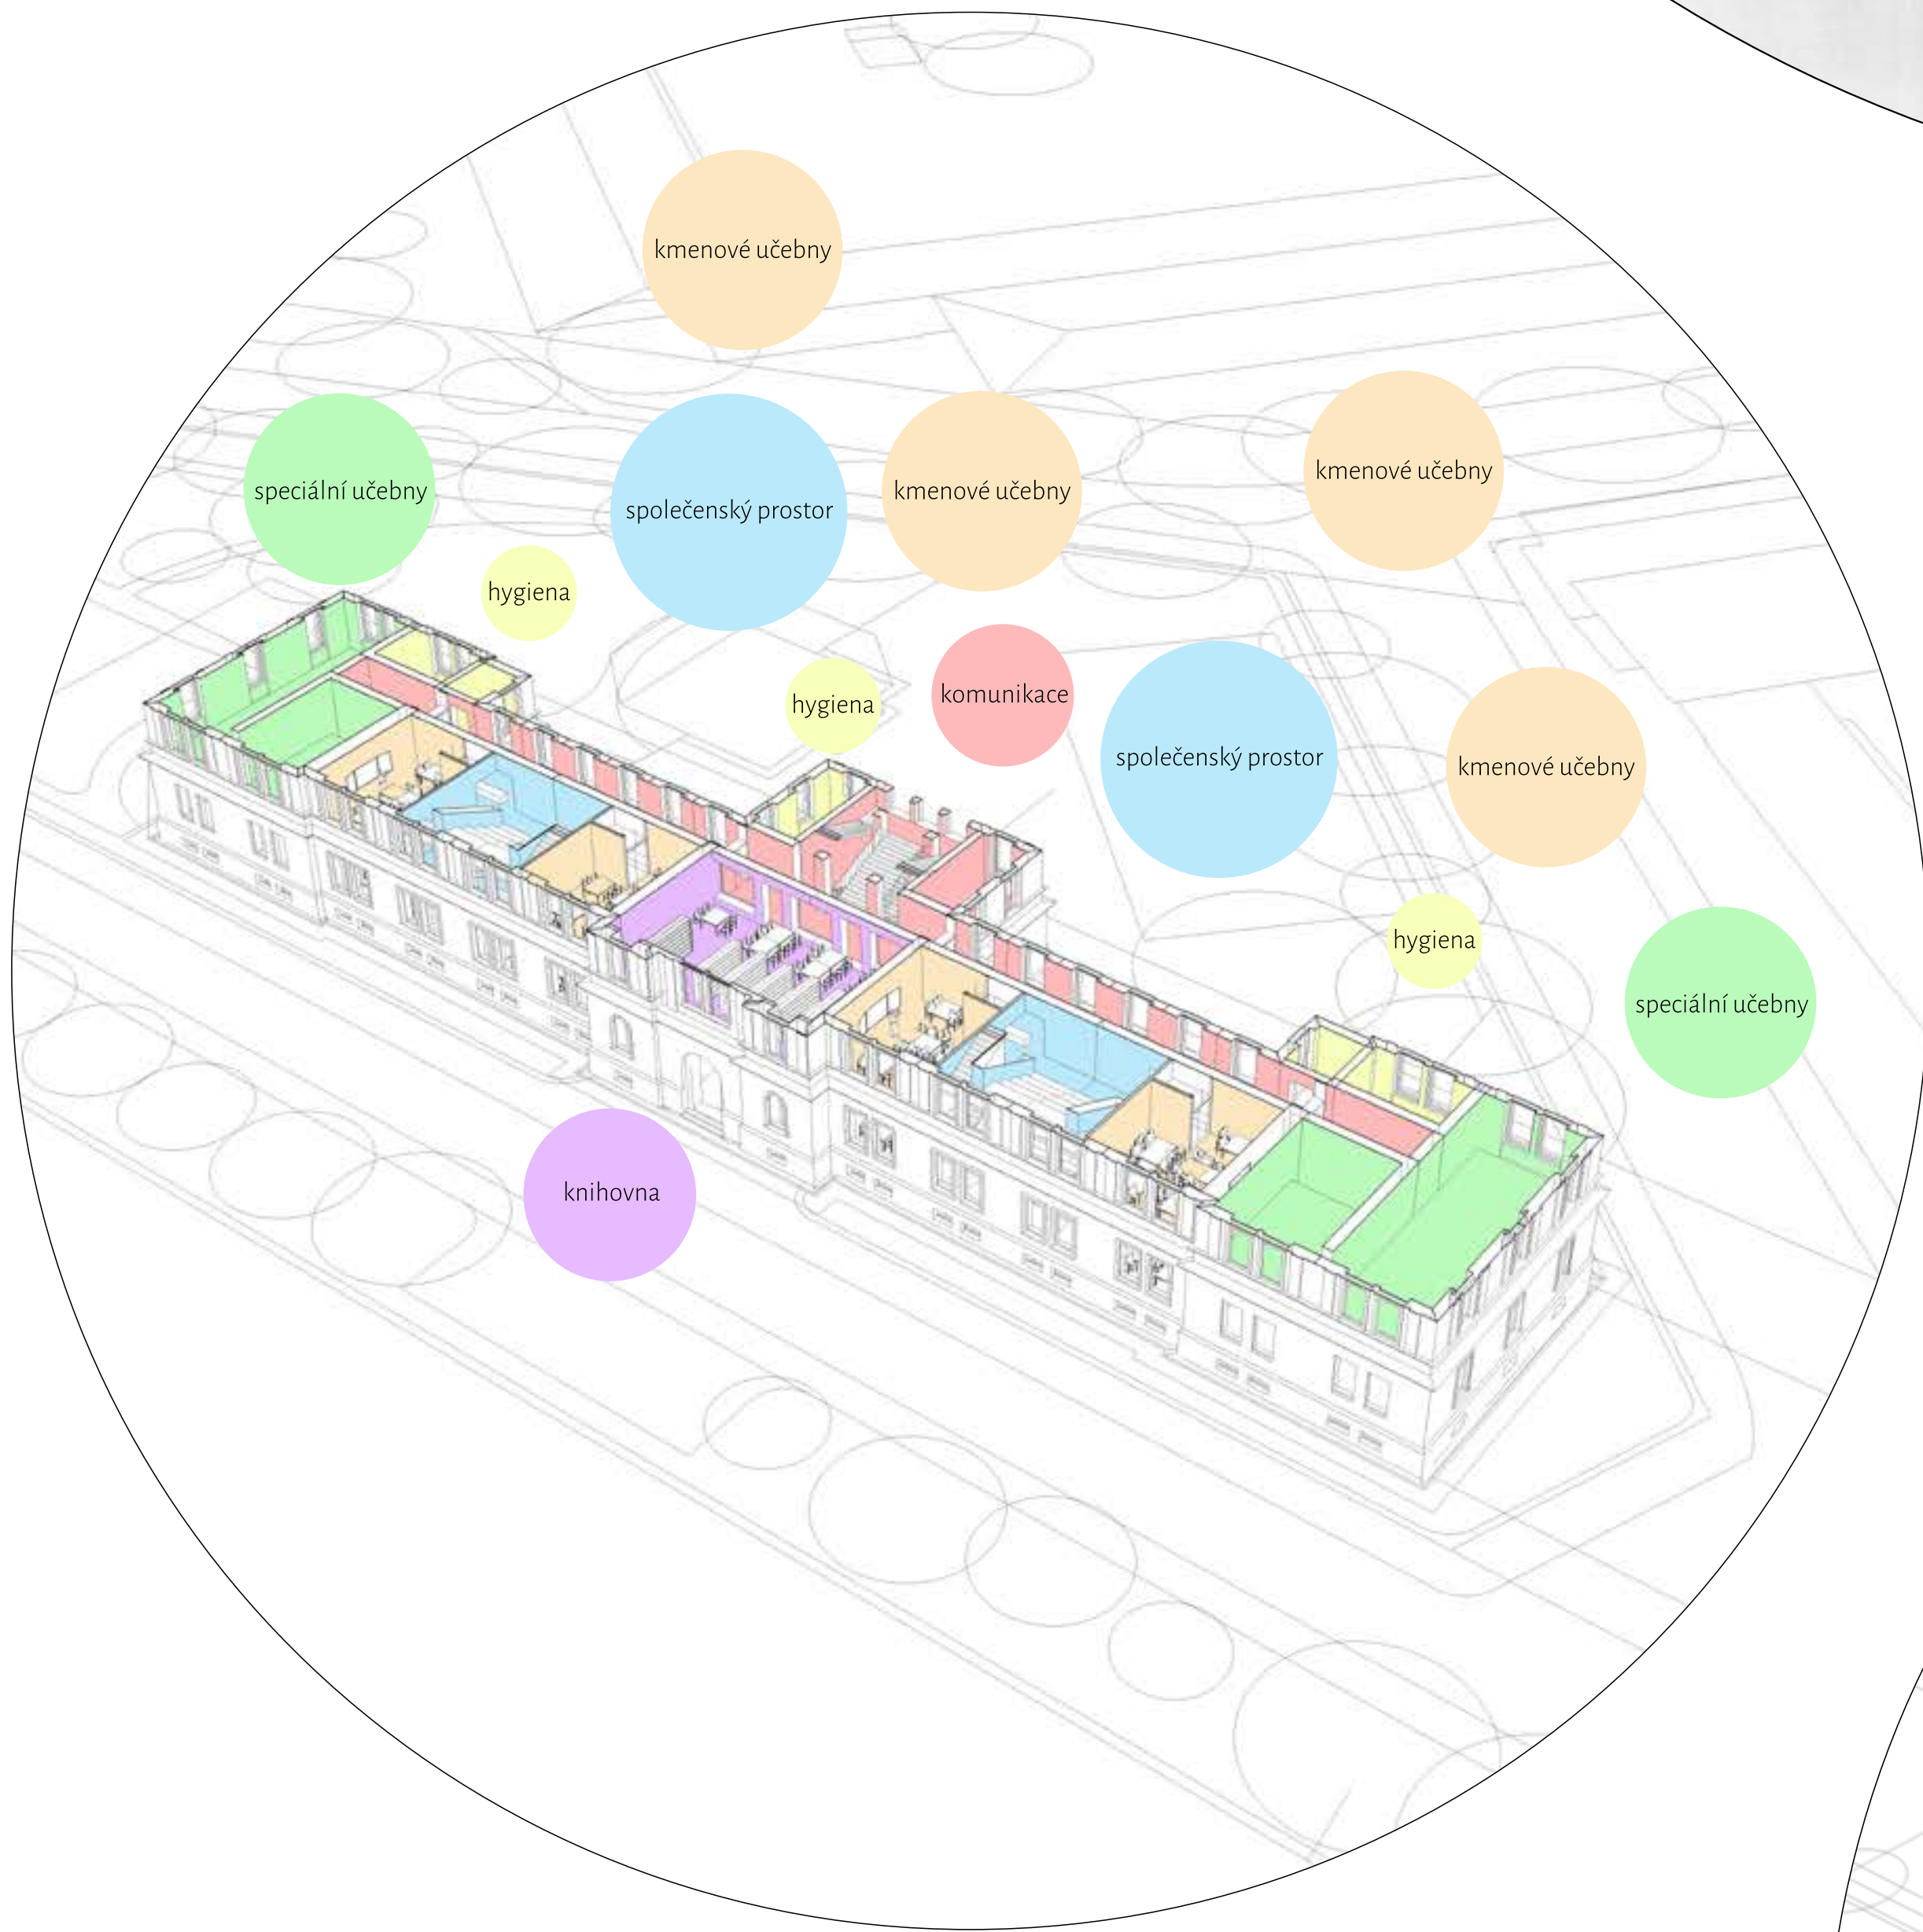 kmenové učebny
kmenové učebny
speciální učebny
společenský prostor
kmenové učebny
hygiena
komunikace
hygiena
společenský prostor
kmenové učebny
hygiena
speciální učebny
knihovna